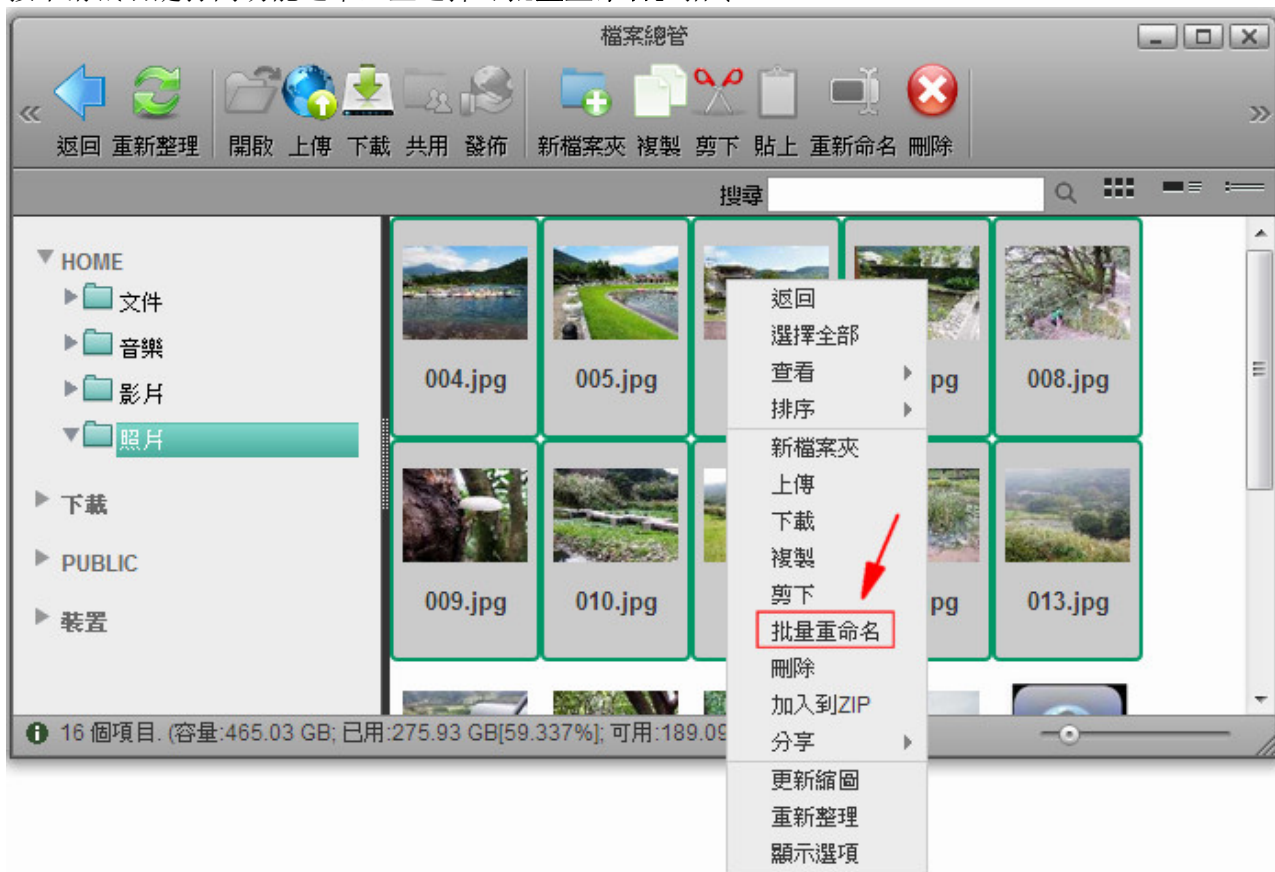 檔案總管
返回 重新整理 開啟 上傳 下載 共用 發佈 新檔案夾 複製 剪下 貼上 重新命名 刪除
搜尋
HOME
文件
音樂
影片
照片
下載
PUBLIC
裝置
004.jpg 005.jpg pg 008.jpg
009.jpg 010.jpg pg 013.jpg
返回
選擇全部
查看
排序
新檔案夾
上傳
下載
複製
剪下
批量重命名
刪除
加入到ZIP
分享
更新縮圖
重新整理
顯示選項
16 個項目. (容量:465.03 GB; 已用:275.93 GB[59.337%]; 可用:189.09